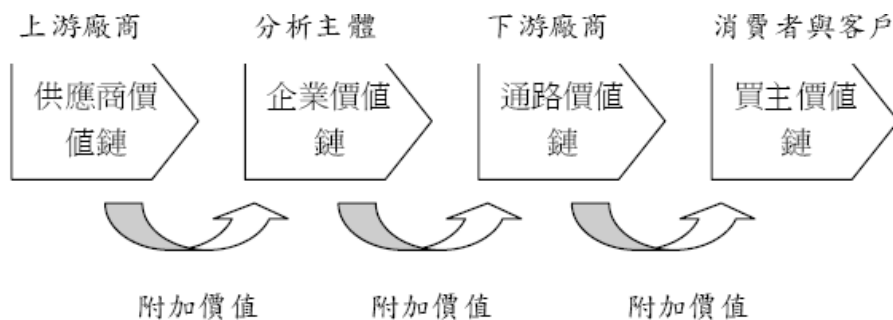 上游廠商
分析主體
下游廠商
消費者與客戶
供應商價
值鏈
企業價值
鏈
通路價值
鏈
買主價值
鏈
附加價值
附加價值
附加價值